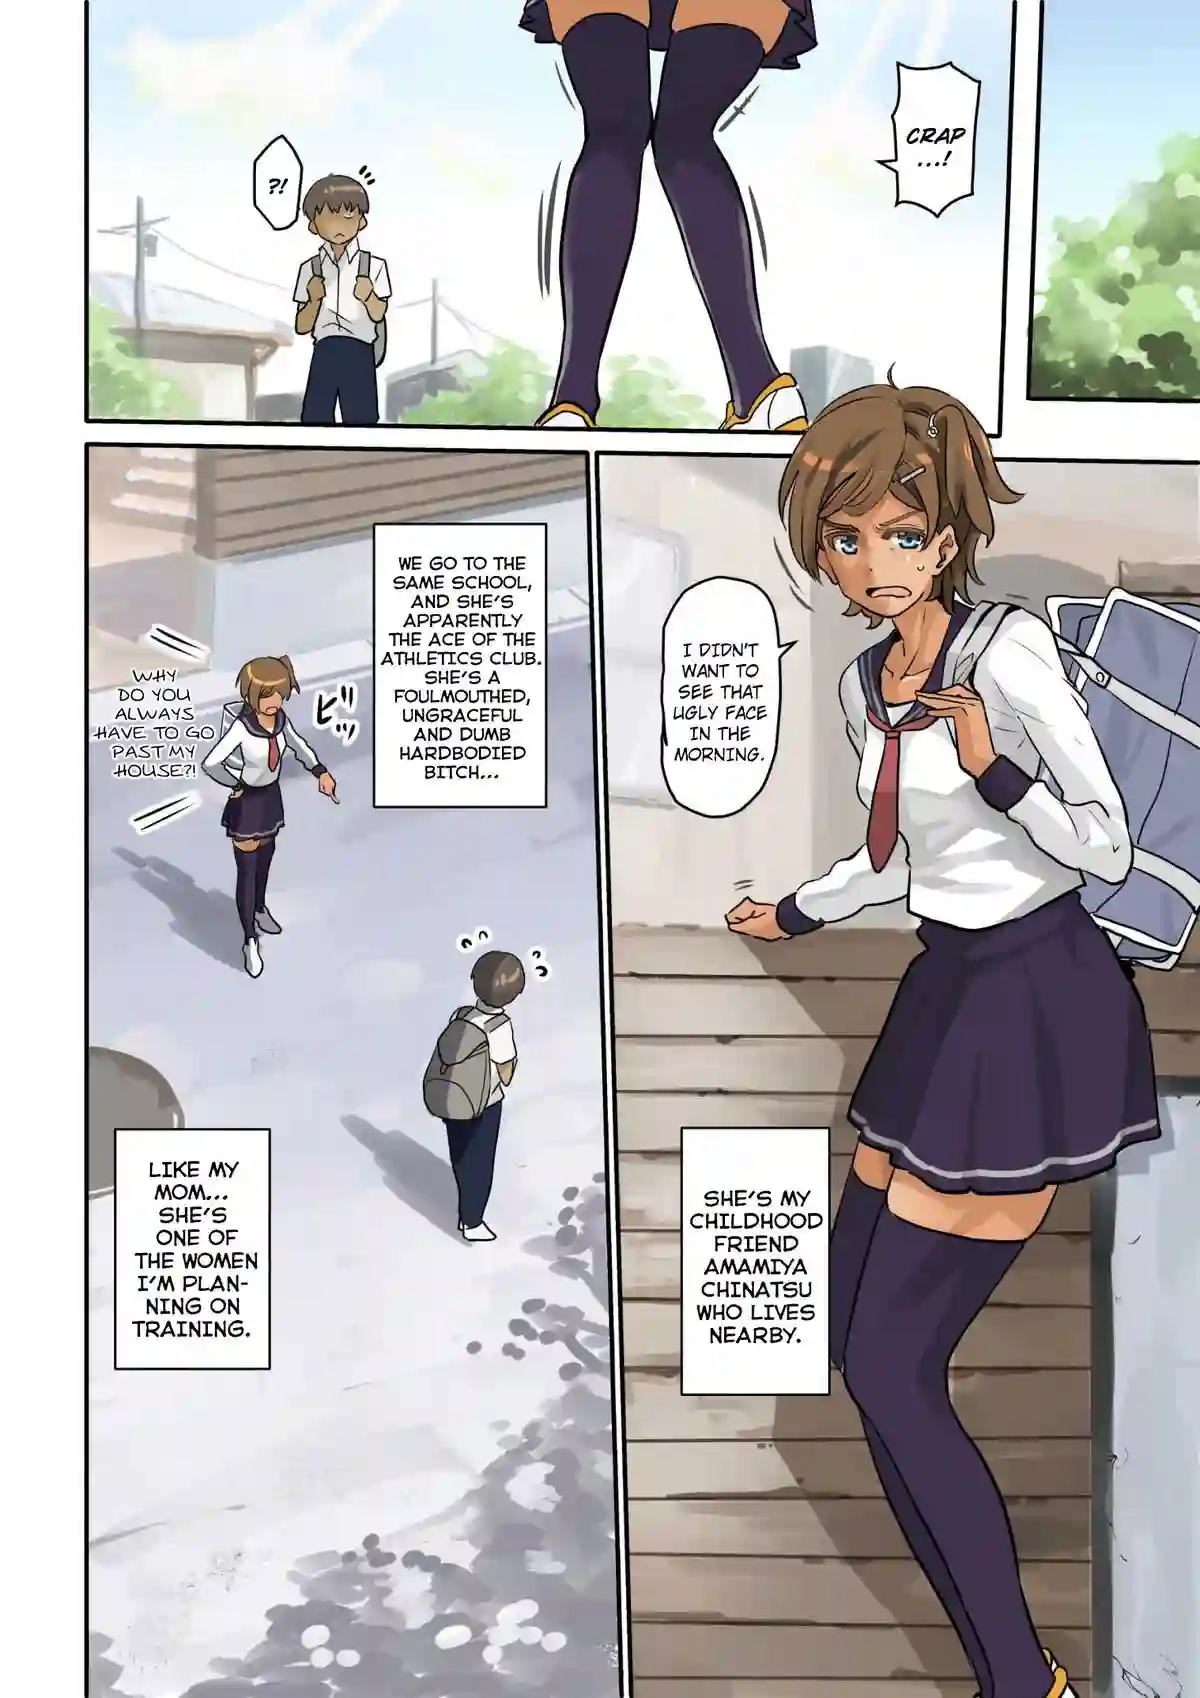 CRAP
...!
?!
I DIDN'T
WANT TO
SEE THAT
UGLY FACE
IN THE
MORNING.
SHE'S MY
CHILDHOOD
FRIEND
AMAMIYA
CHINATSU
WHO LIVES
NEARBY.
WE GO TO THE
SAME SCHOOL,
AND SHE'S
APPARENTLY
THE ACE OF THE
ATHLETICS CLUB.
SHE'S A
FOULMOUTHED,
UNGRACEFUL
AND DUMB
HARDBODIED
BITCH...
ビッ
WHY
DO YOU
ALWAYS
HAVE TO GO
PAST MY
HOUSE?!
LIKE MY
MOM...
SHE'S
ONE OF
THE WOMEN
I'M PLAN-
NING ON
TRAINING.